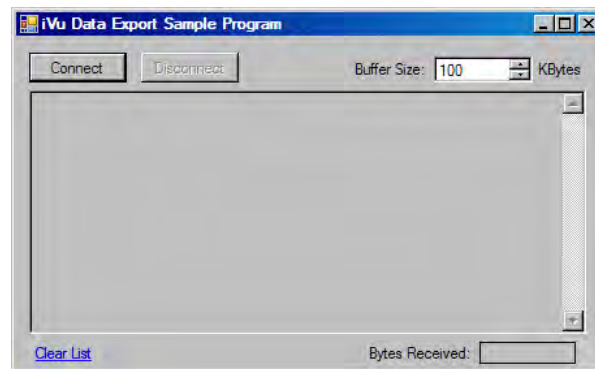 iVu Data Export Sample Program
Connect Disconnect Buffer Size: 100 KBytes
Clear List Bytes Received: